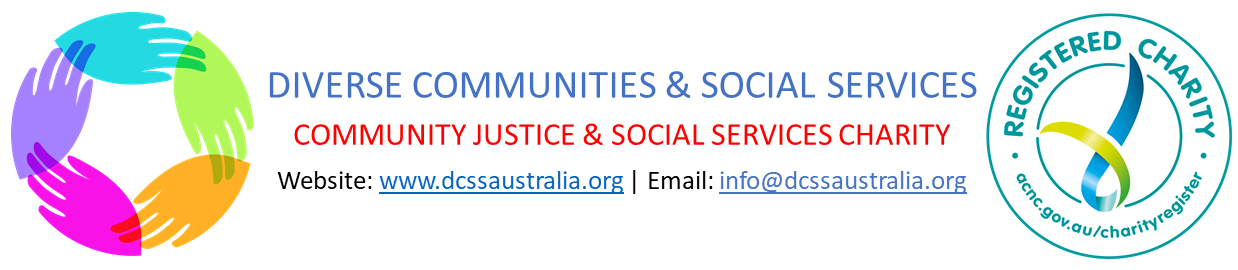 DIVERSE COMMUNITIES & SOCIAL SERVICES
COMMUNITY JUSTICE & SOCIAL SERVICES CHARITY
Website: www.dcssaustralia.org | Email: info@dcssaustralia.org
REGISTERED CHARITY
acnc.gov.au/charityregister